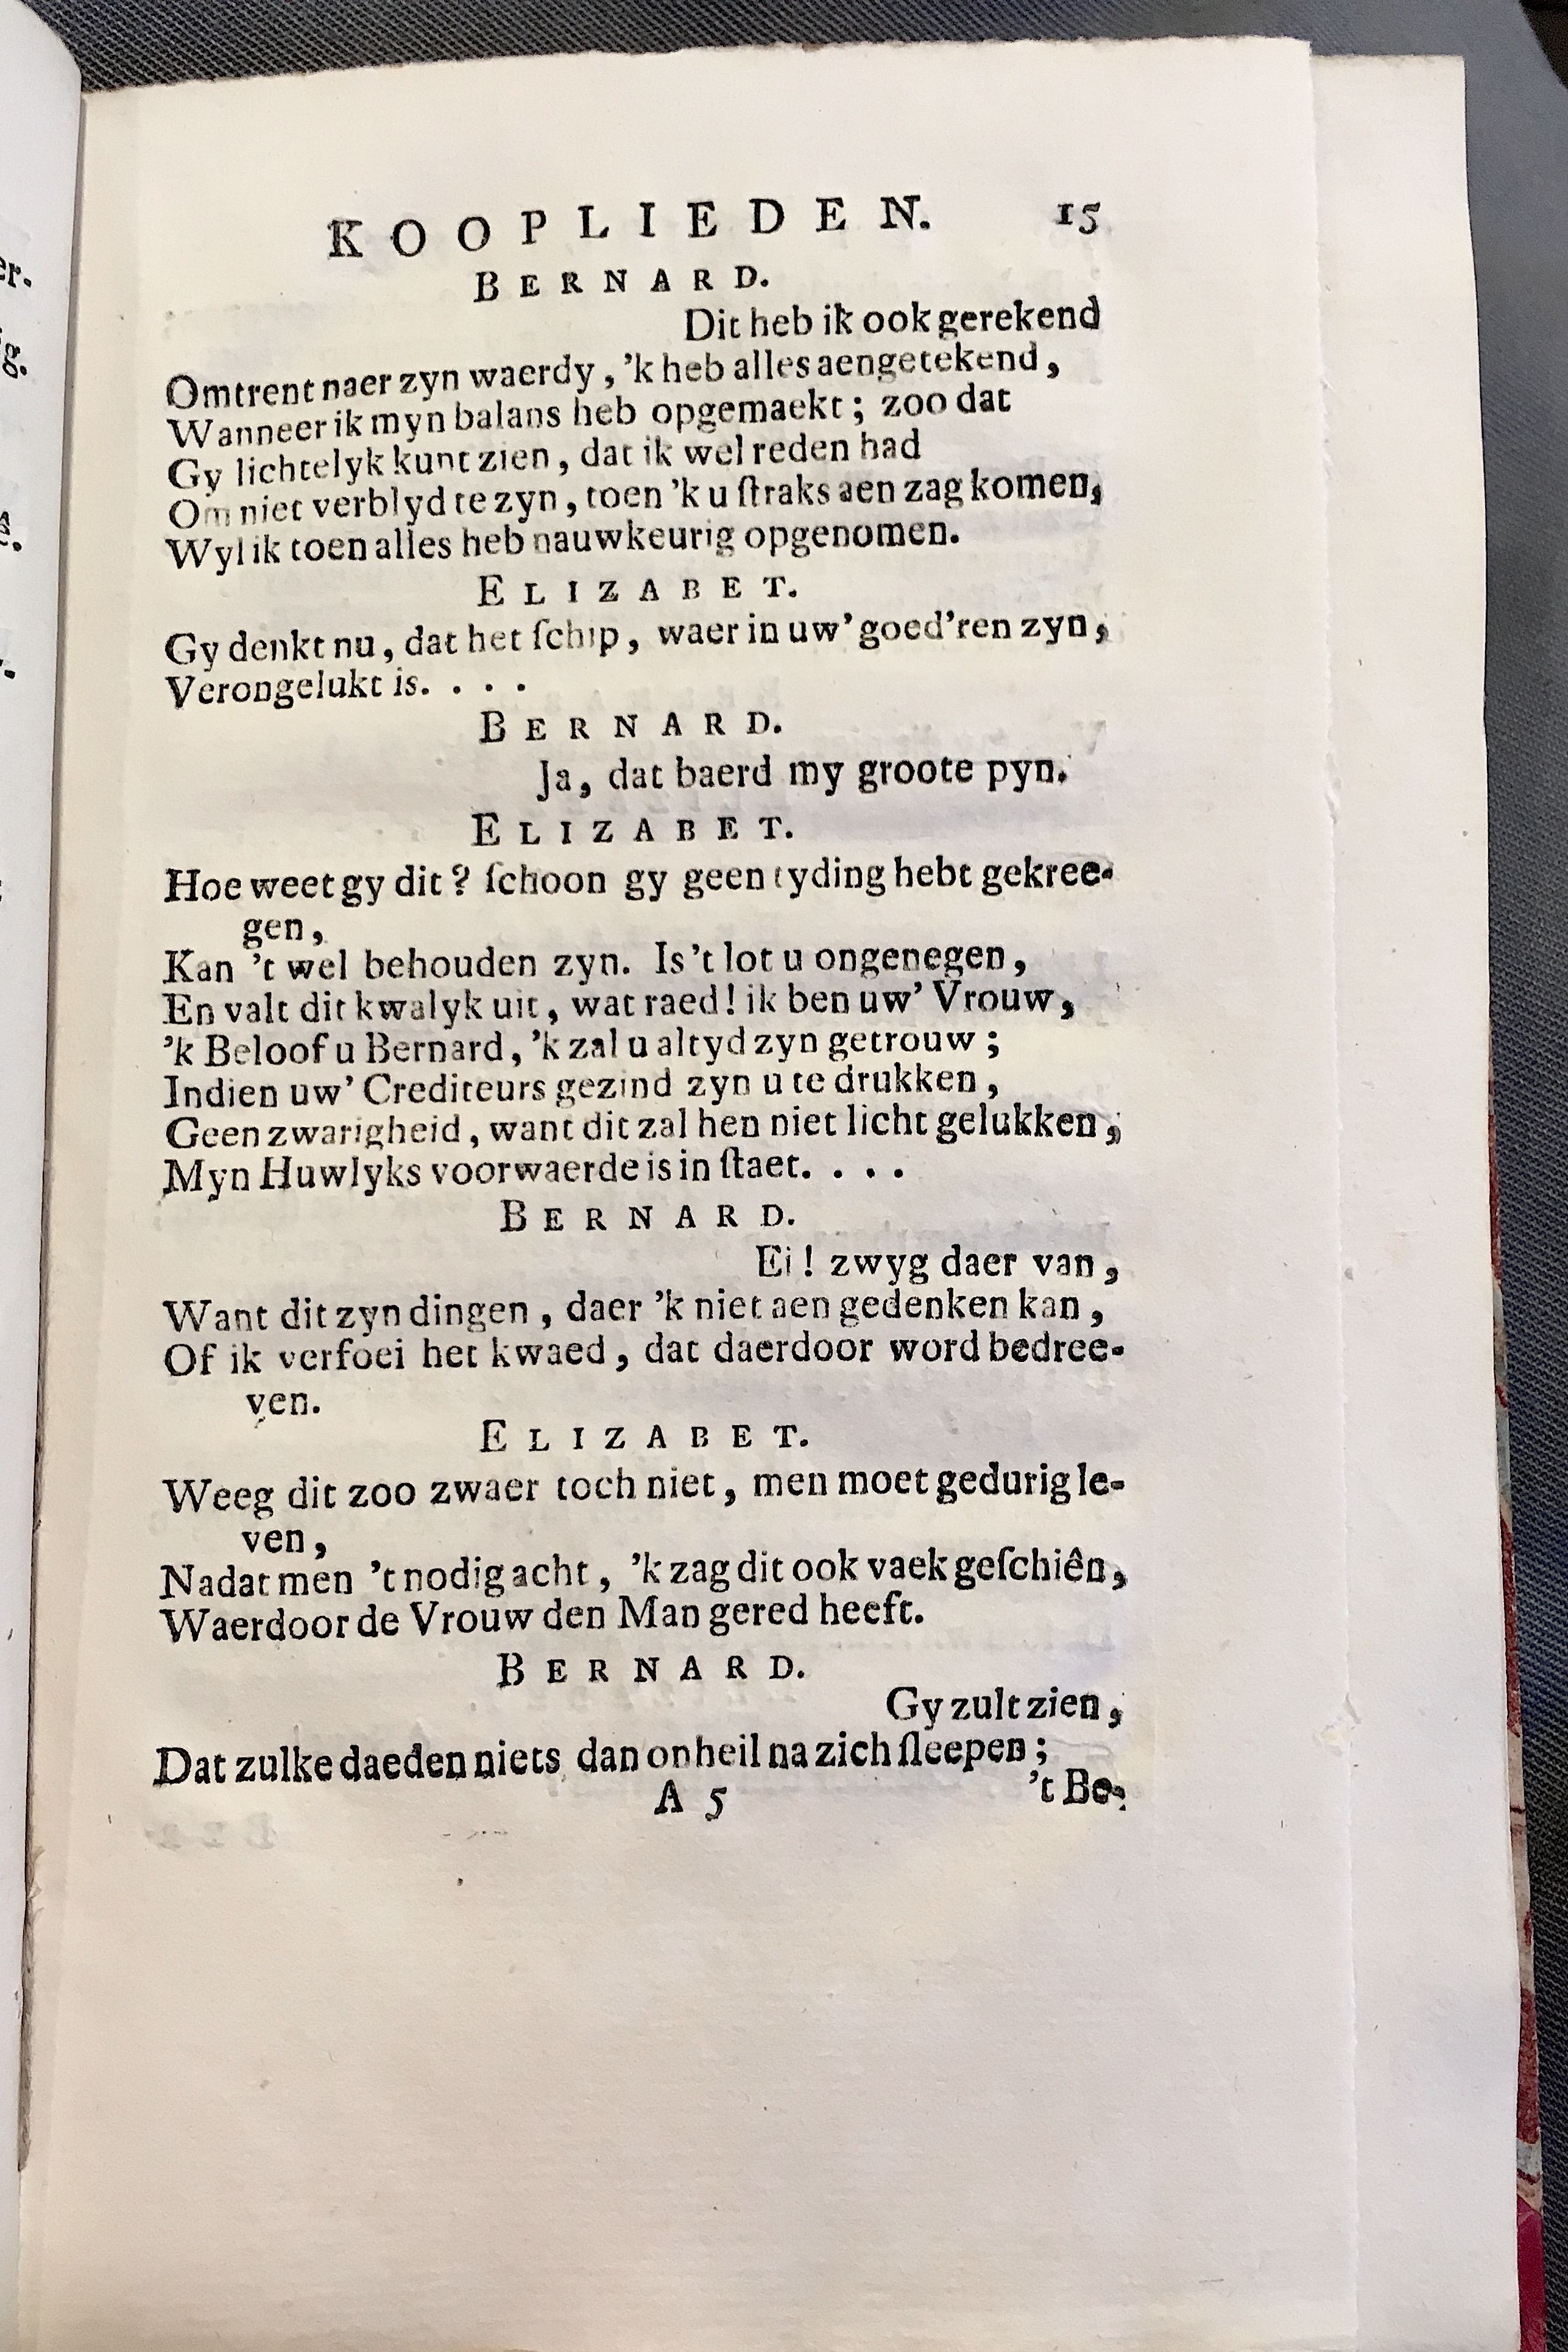 KOOPLIEDEN. 15
BERNARD.
Dit heb ik ook gerekend
Omtrent naer zyn waerdy, 'k heb alles aengetekend,
Wanneer ik myn balans heb opgemaekt; zoo dat
Gy lichtelyk kunt zien, dat ik wel reden had
Om niet verblyd te zyn, toen 'k u ſtraks aen zag komen,
Wyl ik toen alles heb nauwkeurig opgenomen.
ELIZABET.
Gy denkt nu, dat het ſchip, waer in uw' goed'ren zyn,
Verongelukt is. . . .
BERNARD.
Ja, dat baerd my groote pyn.
ELIZABET.
Hoe weet gy dit? ſchoon gy geen tyding hebt gekree-
gen,
Kan 't wel behouden zyn. Is 't lot u ongenegen,
En valt dit kwalyk uit, wat raed! ik ben uw' Vrouw,
'k Beloof u Bernard, 'k zal u altyd zyn getrouw;
Indien uw' Crediteurs gezind zyn u te drukken,
Geen zwarigheid, want dit zal hen niet licht gelukken,
Myn Huwlyks voorwaerde is in ſtaet. . . .
BERNARD.
Ei! zwyg daer van,
Want dit zyn dingen, daer 'k niet aen gedenken kan,
Of ik verfoei het kwaed, dat daerdoor word bedree-
ven.
ELIZABET.
Weeg dit zoo zwaer toch niet, men moet gedurig le-
ven,
Nadat men 't nodig acht, 'k zag dit ook vaek geſchiên,
Waerdoor de Vrouw den Man gered heeft.
BERNARD.
Gy zult zien,
Dat zulke daeden niets dan onheil na zich ſleepen;
A 5 't Be-